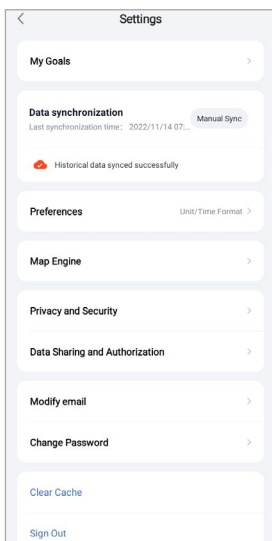 Settings
My Goals
Data synchronization
Last synchronization time： 2022/11/14 07:...
Manual Sync
Historical data synced successfully
Preferences
Unit/Time Format
Map Engine
Privacy and Security
Data Sharing and Authorization
Modify email
Change Password
Clear Cache
Sign Out